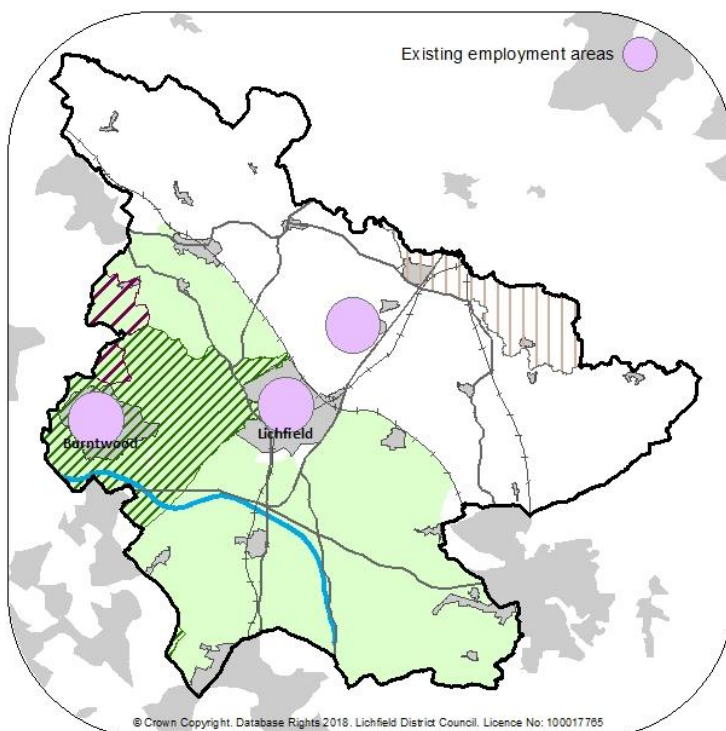 Existing employment areas
Burntwood
Lichfield
© Crown Copyright. Database Rights 2018. Lichfield District Council. Licence No: 100017765